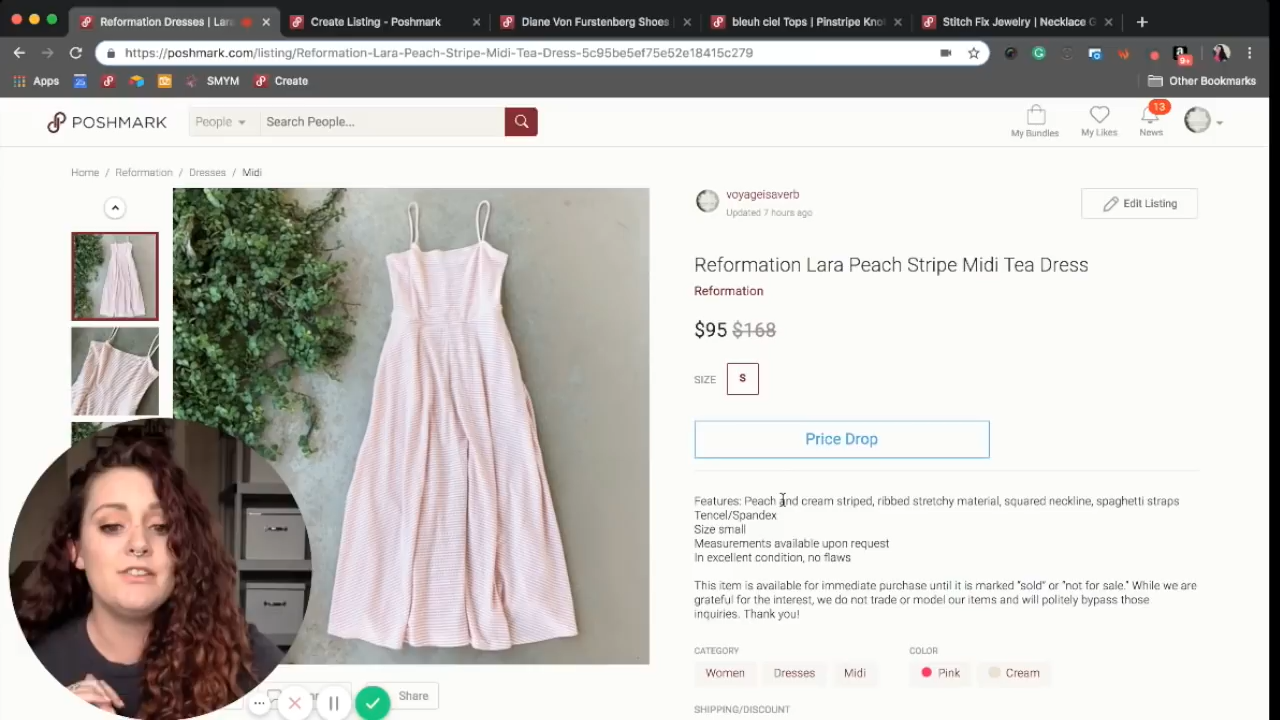 Reformation Dresses | Lara
Create Listing - Poshmark
Diane Von Furstenberg Shoes
bleuh ciel Tops | Pinstripe Kno
Stitch Fix Jewelry | Necklace G
https://poshmark.com/listing/Reformation-Lara-Peach-Stripe-Midi-Tea-Dress-5c95be5ef75e52e18415c279
9+
Apps
SMYM
Create
Other Bookmarks
POSHMARK
People
Search People...
My Bundles
My Likes
13
News
Home / Reformation / Dresses / Midi
voyageisaverb
Updated 7 hours ago
Edit Listing
Reformation Lara Peach Stripe Midi Tea Dress
Reformation
$95 $168
SIZE
S
Price Drop
Features: Peach and cream striped, ribbed stretchy material, squared neckline, spaghetti straps
Tencel/Spandex
Size small
Measurements available upon request
In excellent condition, no flaws
This item is available for immediate purchase until it is marked "sold" or "not for sale." While we are
grateful for the interest, we do not trade or model our items and will politely bypass those
inquiries. Thank you!
CATEGORY
Women
Dresses
Midi
COLOR
Pink
Cream
Share
SHIPPING/DISCOUNT